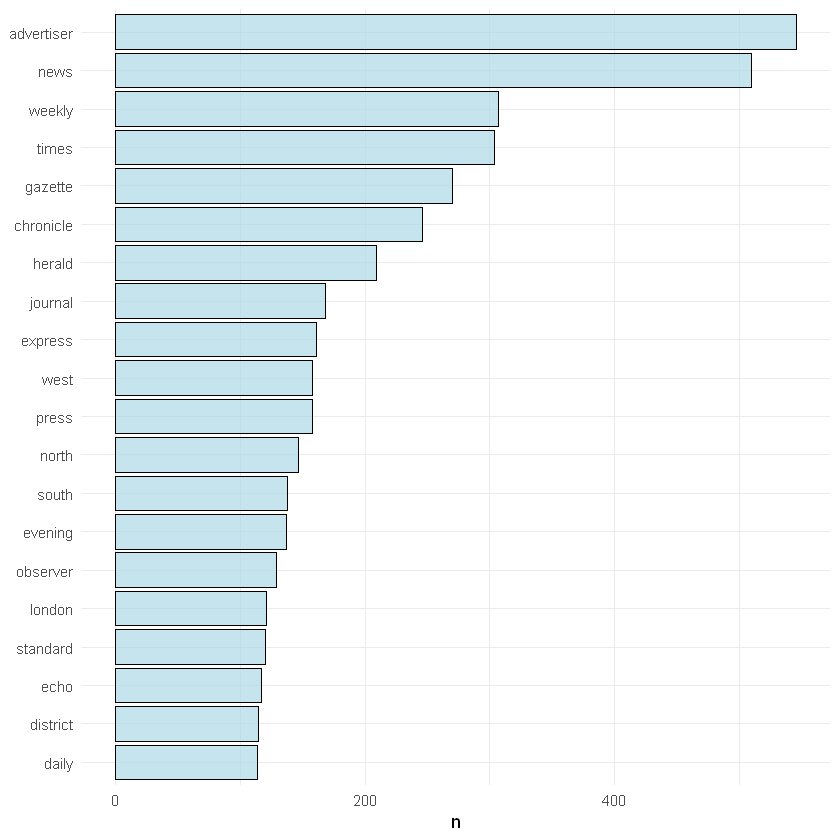 advertiser
news
weekly
times
gazette
chronicle
herald
journal
express
west
press
north
south
evening
observer
london
standard
echo
district
daily
0 200 400
n